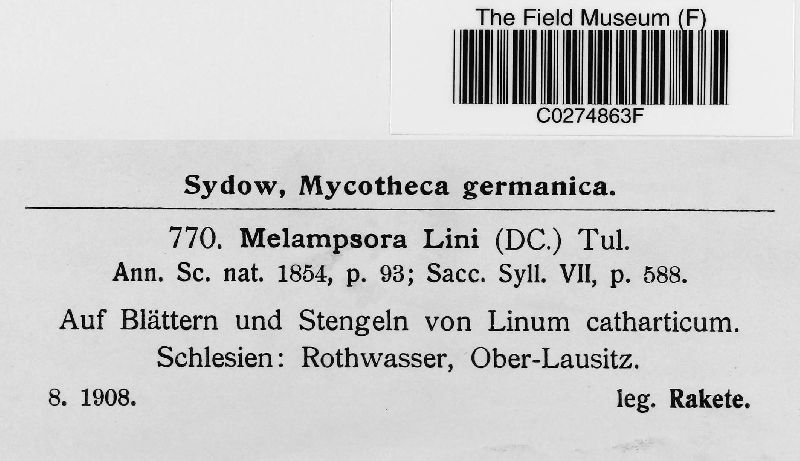 The Field Museum (F)
C0274863F
Sydow, Mycotheca germanica.
770. Melampsora Lini (DC.) Tul.
Ann. Sc. nat. 1854, p. 93; Sacc. Syll. VII, p. 588.
Auf Blättern und Stengeln von Linum catharticum.
Schlesien: Rothwasser, Ober-Lausitz.
8. 1908. leg. Rakete.